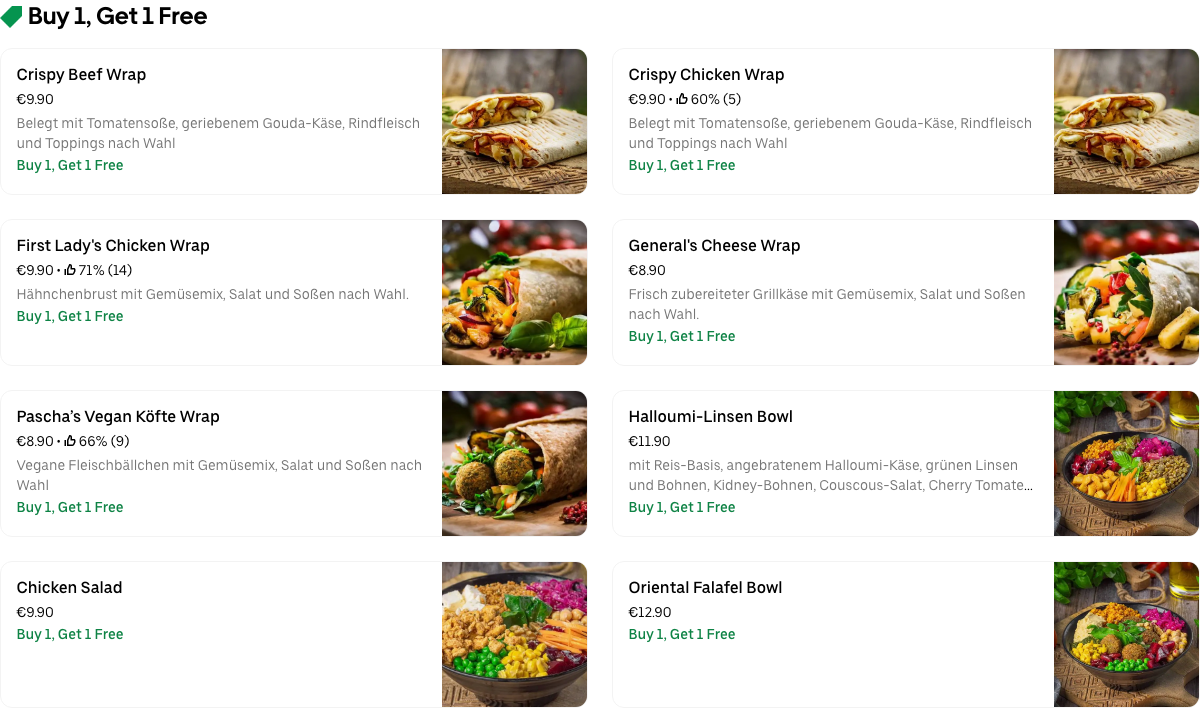 Buy 1, Get 1 Free
Crispy Beef Wrap
€9.90
Belegt mit Tomatensoße, geriebenem Gouda-Käse, Rindfleisch
und Toppings nach Wahl
Buy 1, Get 1 Free
Crispy Chicken Wrap
€9.90 • 60% (5)
Belegt mit Tomatensoße, geriebenem Gouda-Käse, Rindfleisch
und Toppings nach Wahl
Buy 1, Get 1 Free
First Lady's Chicken Wrap
€9.90 • 71% (14)
Hähnchenbrust mit Gemüsemix, Salat und Soßen nach Wahl.
Buy 1, Get 1 Free
General's Cheese Wrap
€8.90
Frisch zubereiteter Grillkäse mit Gemüsemix, Salat und Soßen
nach Wahl.
Buy 1, Get 1 Free
Pascha’s Vegan Köfte Wrap
€8.90 • 66% (9)
Vegane Fleischbällchen mit Gemüsemix, Salat und Soßen nach
Wahl
Buy 1, Get 1 Free
Halloumi-Linsen Bowl
€11.90
mit Reis-Basis, angebratenem Halloumi-Käse, grünen Linsen
und Bohnen, Kidney-Bohnen, Couscous-Salat, Cherry Tomate...
Buy 1, Get 1 Free
Chicken Salad
€9.90
Buy 1, Get 1 Free
Oriental Falafel Bowl
€12.90
Buy 1, Get 1 Free